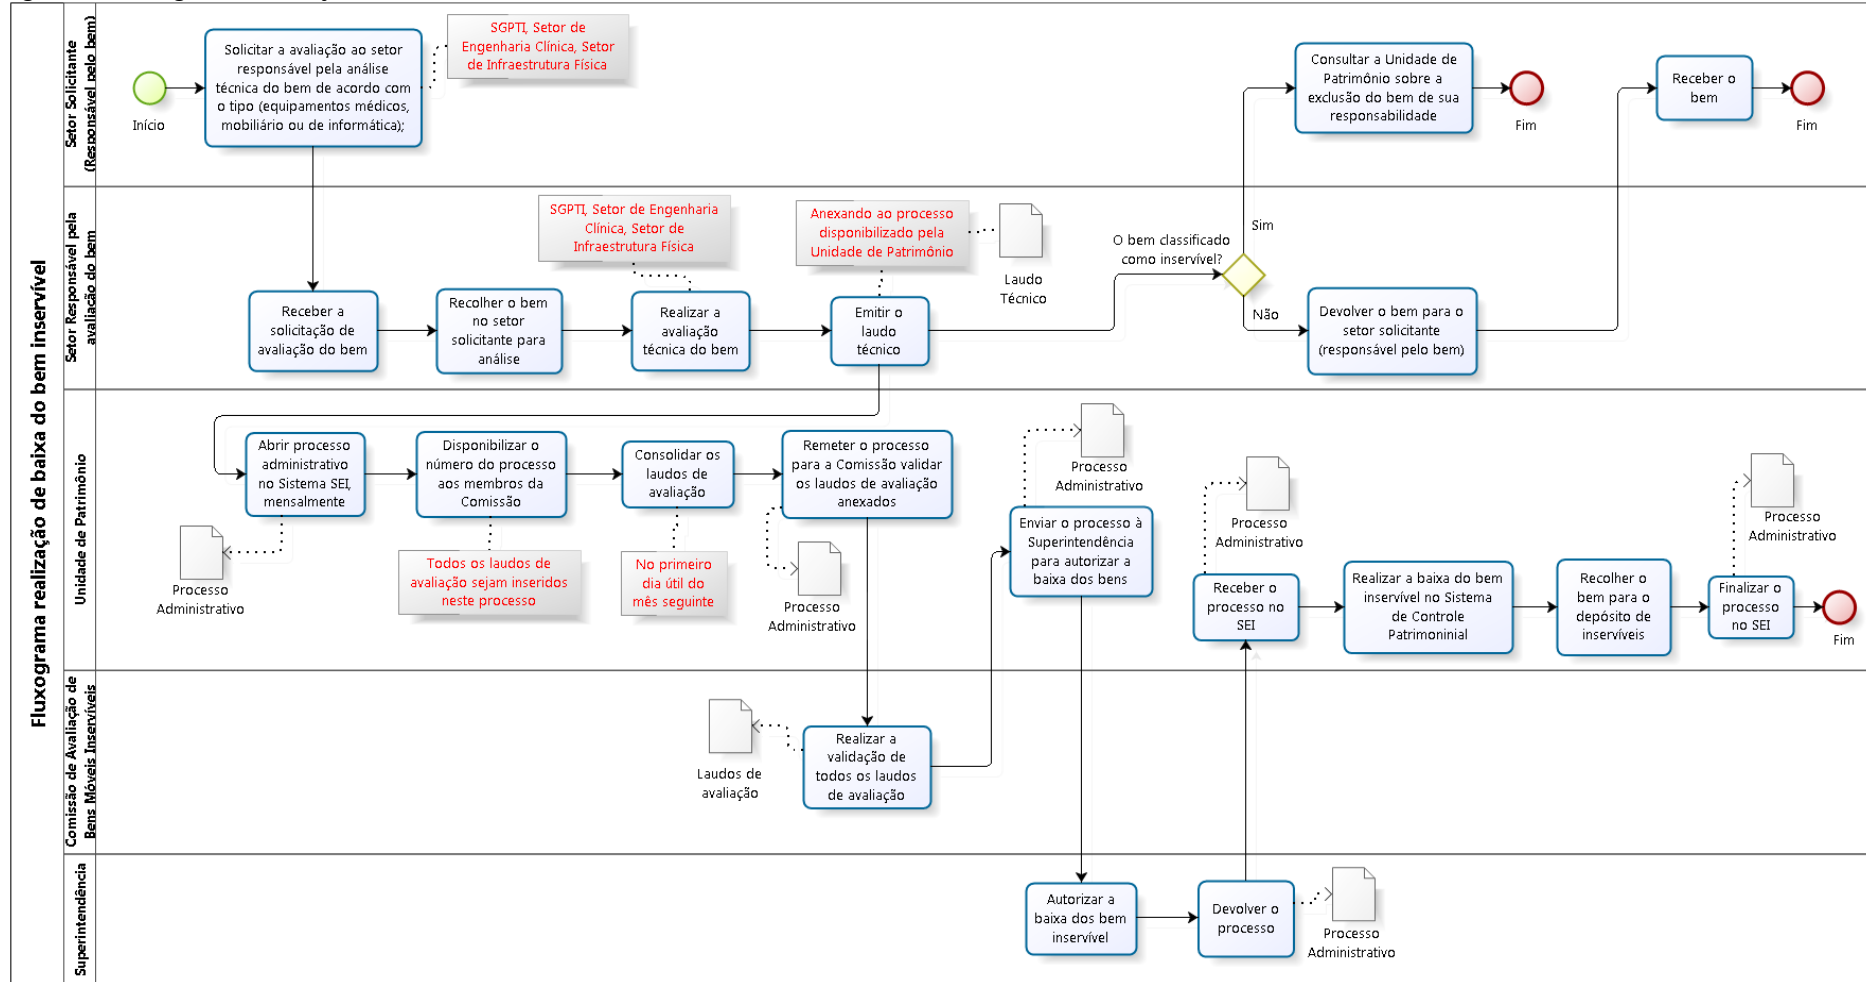 Fluxograma realização de baixa do bem inservível
Setor Solicitante
(Responsável pelo bem)
Início
Solicitar a avaliação ao setor
responsável pela análise
técnica do bem de acordo com
o tipo (equipamentos médicos,
mobiliário ou de informática);
SGPTI, Setor de
Engenharia Clínica, Setor
de Infraestrutura Física
Consultar a Unidade de
Patrimônio sobre a
exclusão do bem de sua
responsabilidade
Fim
Receber o
bem
Fim
Setor Responsável pela
avaliação do bem
Receber a
solicitação de
avaliação do bem
Recolher o bem
no setor
solicitante para
análise
SGPTI, Setor de Engenharia
Clínica, Setor de
Infraestrutura Física
Realizar a
avaliação
técnica do bem
Anexando ao processo
disponibilizado pela
Unidade de Patrimônio
Laudo
Técnico
Emitir o
laudo
técnico
O bem classificado
como inservível?
Sim
Não
Devolver o bem para o
setor solicitante
(responsável pelo bem)
Unidade de Patrimônio
Abrir processo
administrativo
no Sistema SEI,
mensalmente
Processo
Administrativo
Disponibilizar o
número do processo
aos membros da
Comissão
Todos os laudos de
avaliação sejam inseridos
neste processo
Consolidar os
laudos de
avaliação
No primeiro
dia útil do
mês seguinte
Remeter o processo
para a Comissão validar
os laudos de avaliação
anexados
Processo
Administrativo
Processo
Administrativo
Enviar o processo à
Superintendência
para autorizar a
baixa dos bens
Processo
Administrativo
Receber o
processo no
SEI
Realizar a baixa do bem
inservível no Sistema
de Controle
Patrimoninial
Recolher o
bem para o
depósito de
inservíveis
Processo
Administrativo
Finalizar o
processo
no SEI
Fim
Comissão de Avaliação de
Bens Móveis Inservíveis
Laudos de
avaliação
Realizar a
validação de
todos os laudos
de avaliação
Superintendência
Autorizar a
baixa dos bem
inservível
Devolver o
processo
Processo
Administrativo